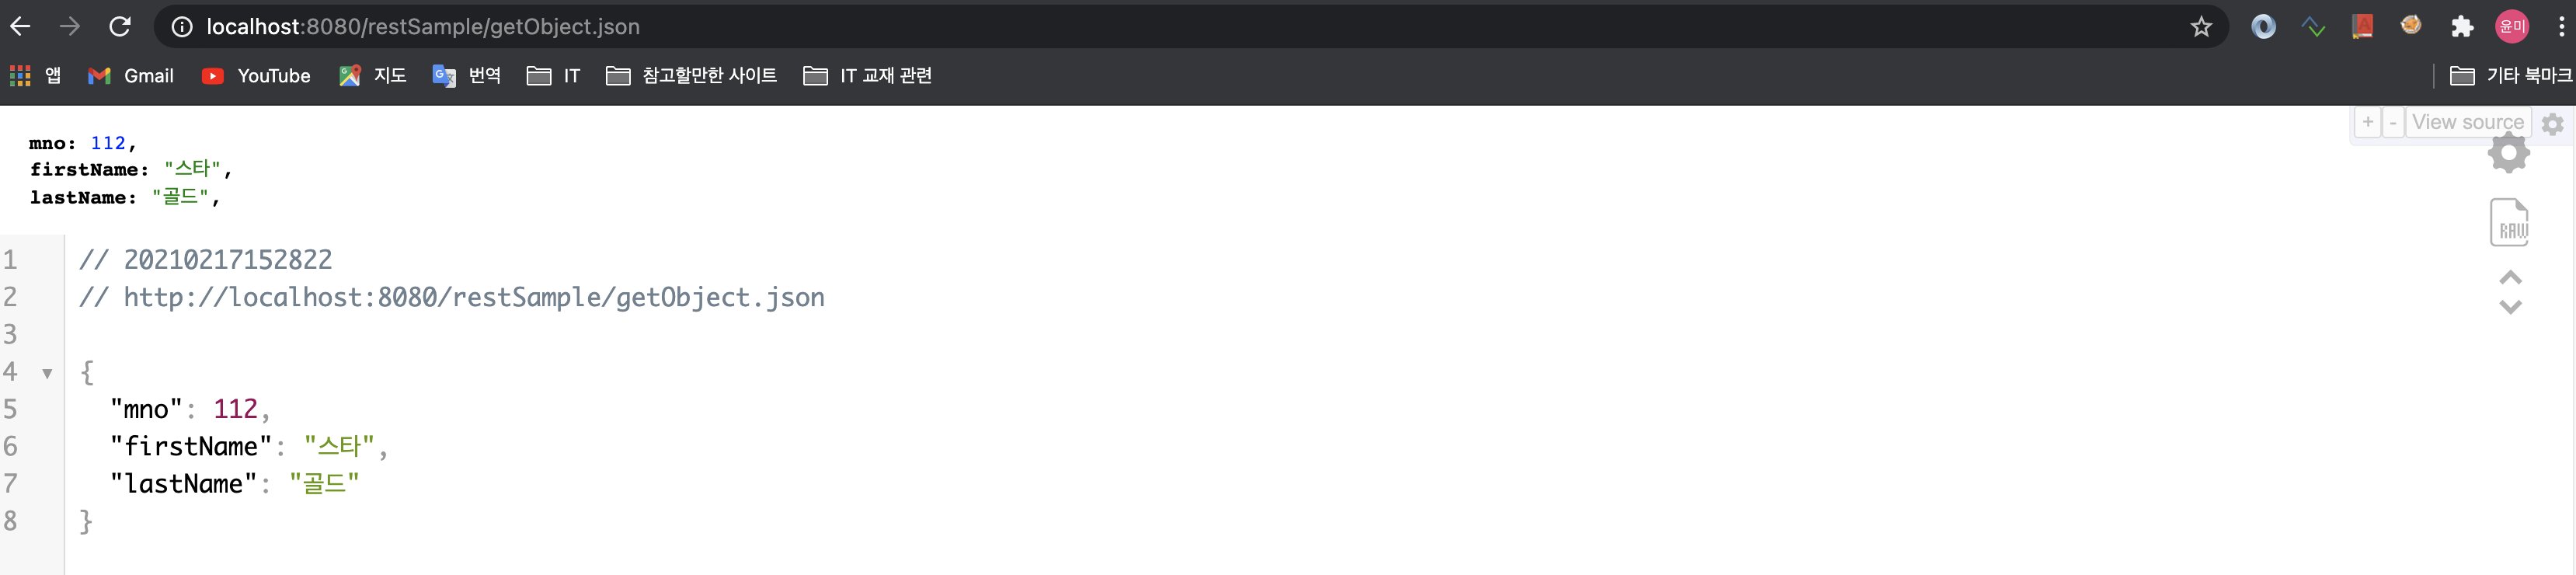 localhost:8080/restSample/getObject.json
윤미
앱 Gmail YouTube 지도 번역 IT 참고할만한 사이트 IT 교재 관련 기타 북마크
+ - View source
mno: 112,
firstName: "스타",
lastName: "골드",
RAW
1 // 20210217152822
2 // http://localhost:8080/restSample/getObject.json
3
4 {
5 "mno": 112,
6 "firstName": "스타",
7 "lastName": "골드"
8 }